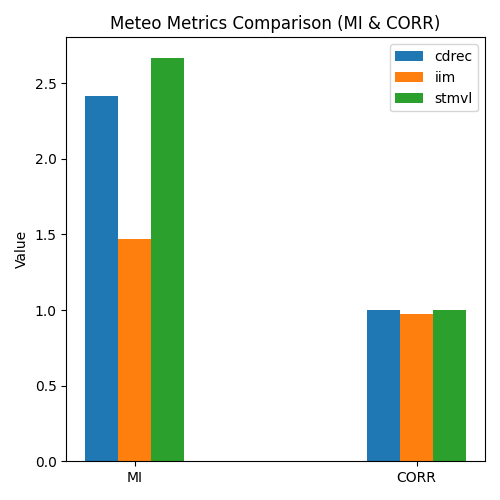 Meteo Metrics Comparison (MI & CORR)
cdrec
iim
stmvl
Value
2.5
2.0
1.5
1.0
0.5
0.0
MI CORR